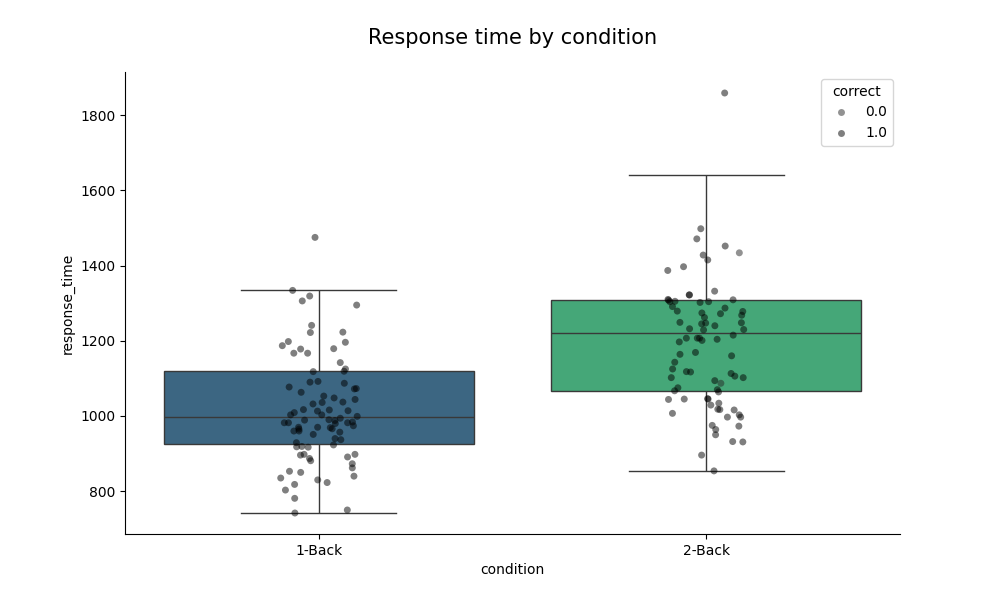 Response time by condition
correct
0.0
1.0
1800
1600
1400
1200
1000
800
response_time
1-Back
2-Back
condition